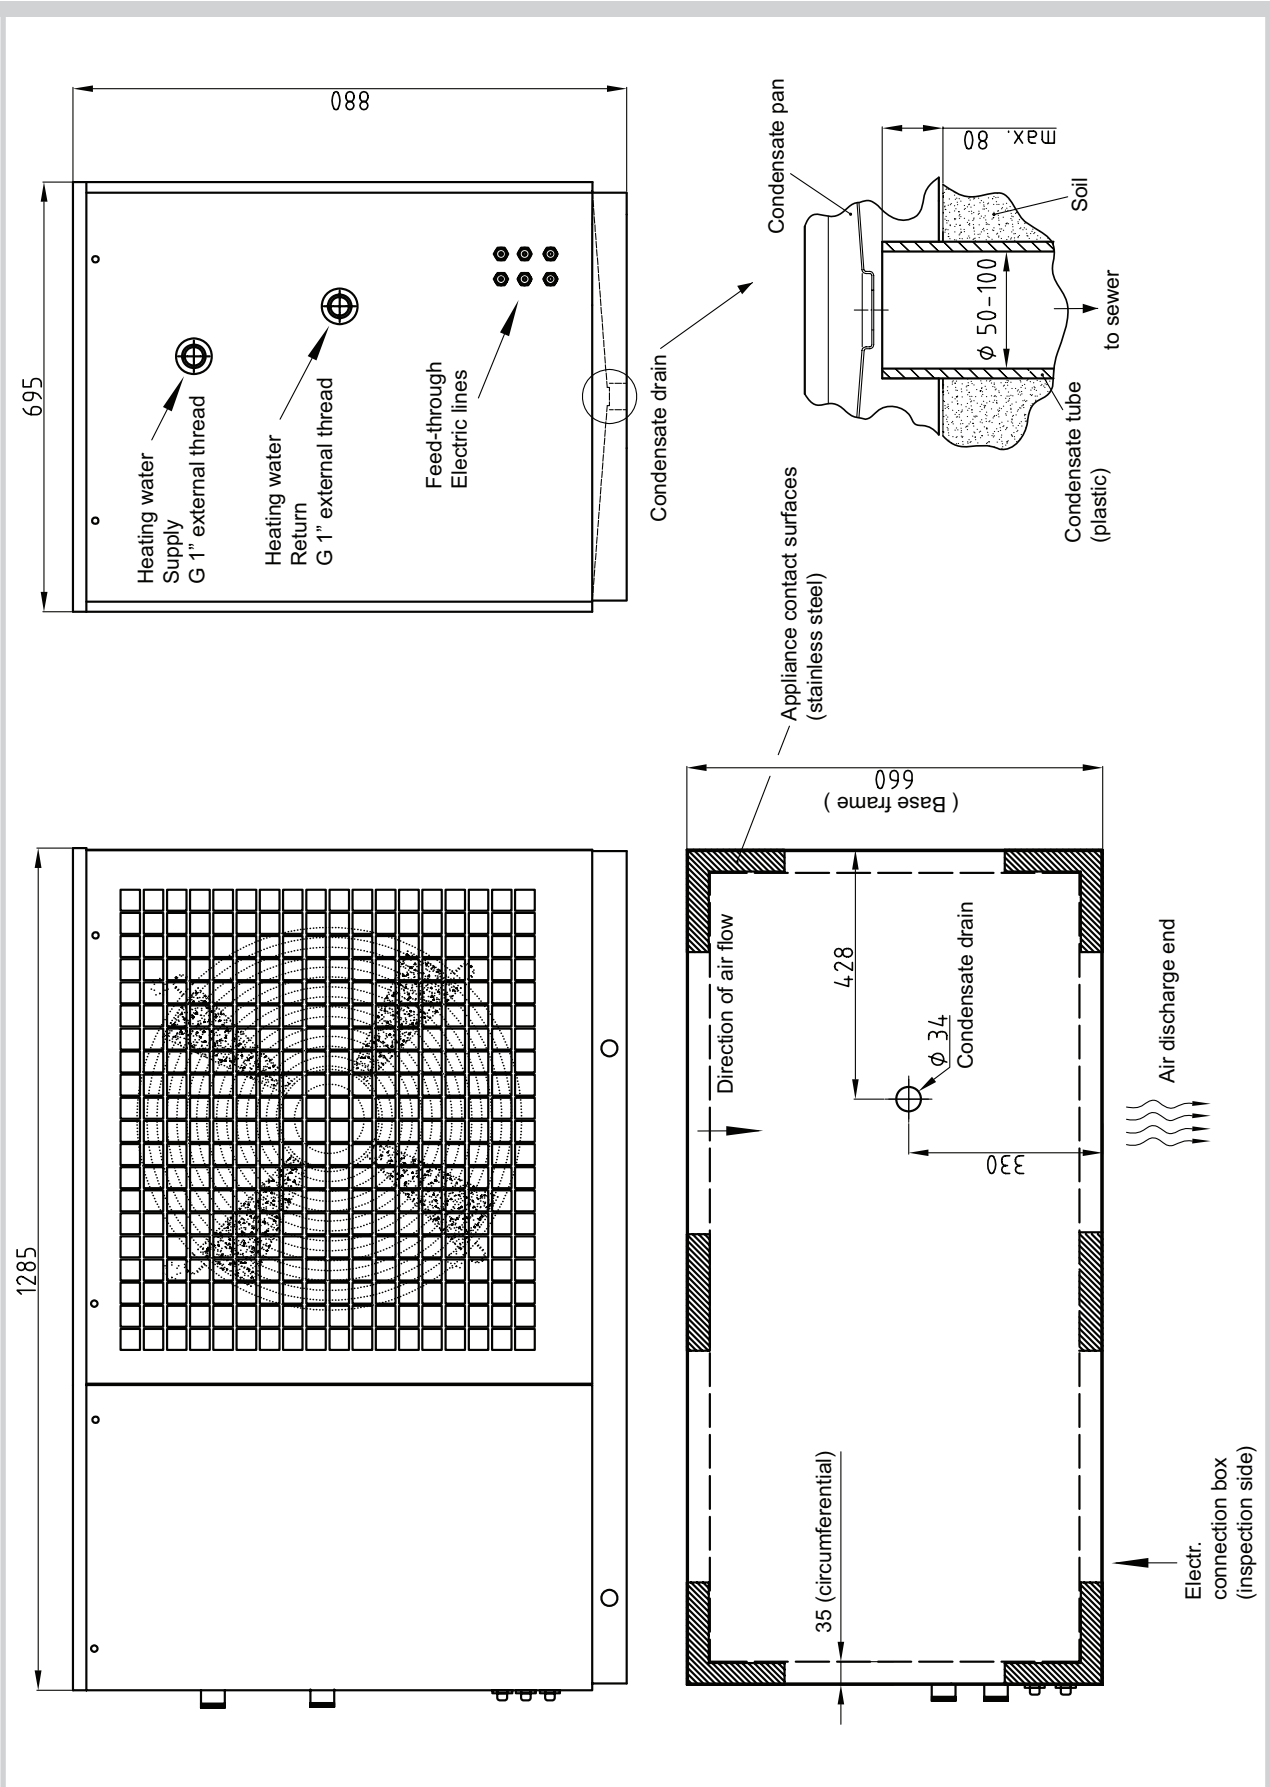 1285
695
880
Heating water
Supply
G 1” external thread
Heating water
Return
G 1” external thread
Feed-through
Electric lines
Condensate drain
Condensate pan
max. 80
Soil
ϕ 50-100
to sewer
Condensate tube
(plastic)
Appliance contact surfaces
(stainless steel)
660
( Base frame )
Direction of air flow
428
ϕ 34
Condensate drain
330
Air discharge end
35 (circumferential)
Electr.
connection box
(inspection side)